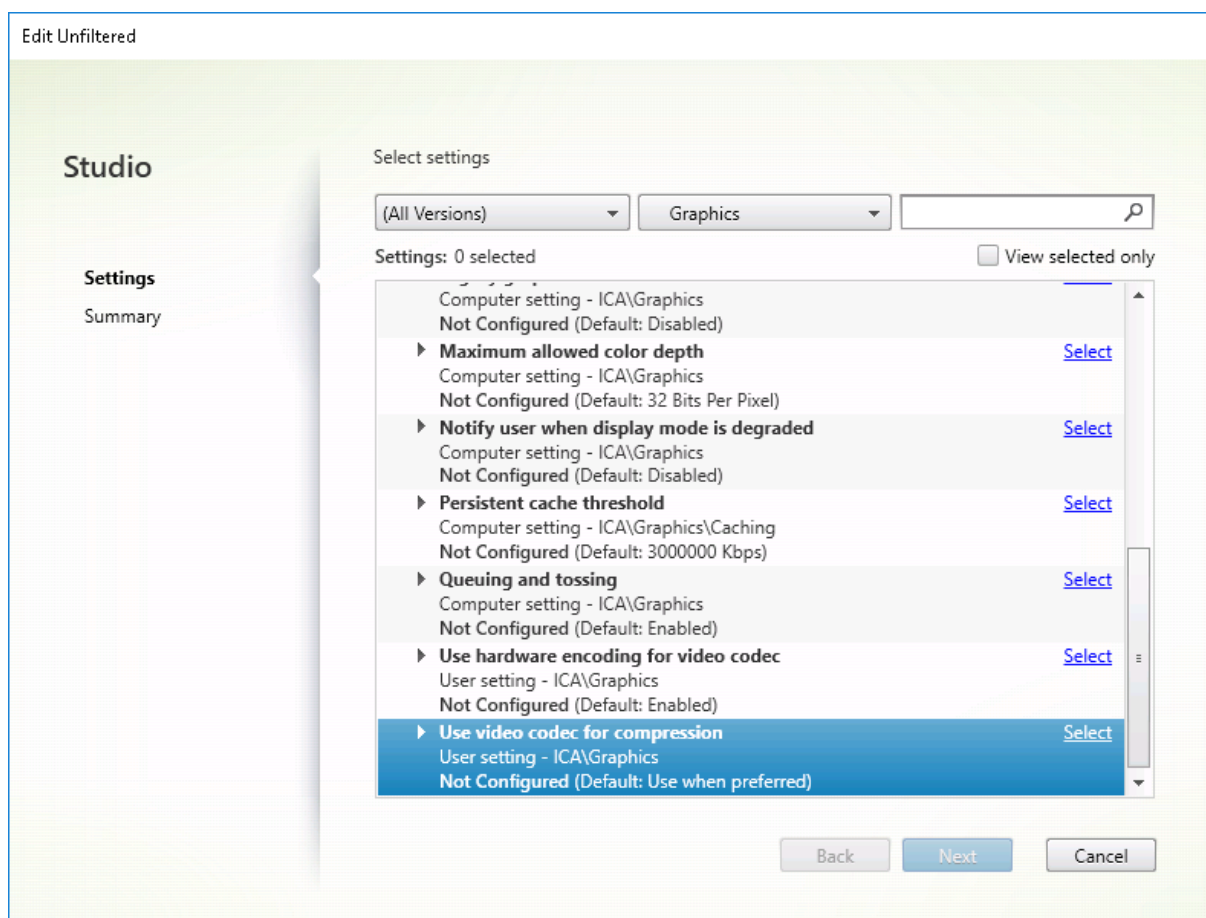 Edit Unfiltered
Studio
Settings
Summary
Select settings
(All Versions)
Graphics
Settings: 0 selected
View selected only
Computer setting - ICA\Graphics
Not Configured (Default: Disabled)
Maximum allowed color depth
Select
Computer setting - ICA\Graphics
Not Configured (Default: 32 Bits Per Pixel)
Notify user when display mode is degraded
Select
Computer setting - ICA\Graphics
Not Configured (Default: Disabled)
Persistent cache threshold
Select
Computer setting - ICA\Graphics\Caching
Not Configured (Default: 3000000 Kbps)
Queuing and tossing
Select
Computer setting - ICA\Graphics
Not Configured (Default: Enabled)
Use hardware encoding for video codec
Select
User setting - ICA\Graphics
Not Configured (Default: Enabled)
Use video codec for compression
Select
User setting - ICA\Graphics
Not Configured (Default: Use when preferred)
Back
Next
Cancel